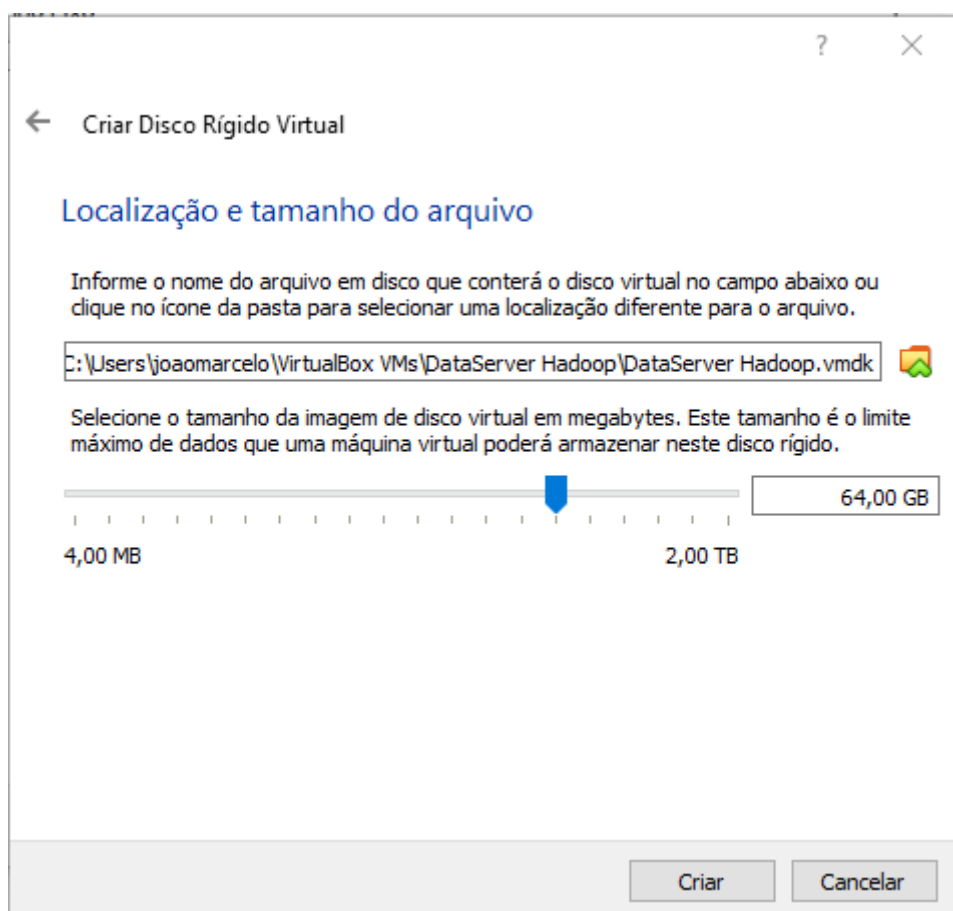 ?
Criar Disco Rígido Virtual
Localização e tamanho do arquivo
Informe o nome do arquivo em disco que conterá o disco virtual no campo abaixo ou
clique no ícone da pasta para selecionar uma localização diferente para o arquivo.
C:\Users\joaomarcelo\VirtualBox VMs\DataServer Hadoop\DataServer Hadoop.vmdk
Selecione o tamanho da imagem de disco virtual em megabytes. Este tamanho é o limite
máximo de dados que uma máquina virtual poderá armazenar neste disco rígido.
64,00 GB
4,00 MB 2,00 TB
Criar Cancelar